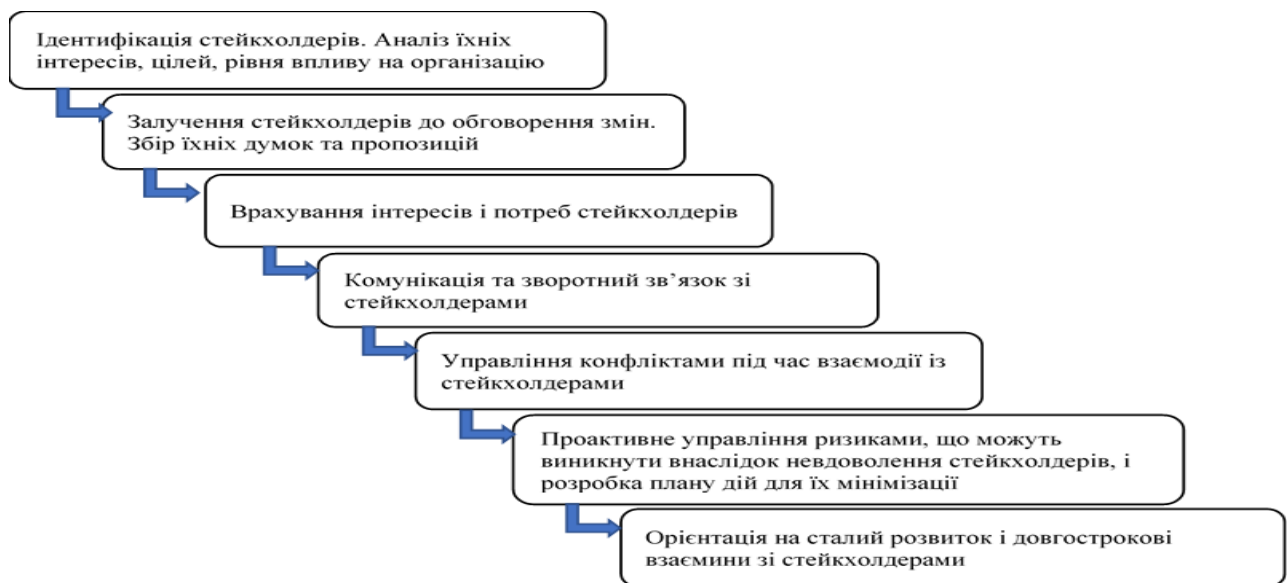 Ідентифікація стейкхолдерів. Аналіз їхніх
інтересів, цілей, рівня впливу на організацію
Залучення стейкхолдерів до обговорення змін.
Збір їхніх думок та пропозицій
Врахування інтересів і потреб стейкхолдерів
Комунікація та зворотний зв’язок зі
стейкхолдерами
Управління конфліктами під час взаємодії із
стейкхолдерами
Проактивне управління ризиками, що можуть
виникнути внаслідок невдоволення стейкхолдерів, і
розробка плану дій для їх мінімізації
Орієнтація на сталий розвиток і довгострокові
взаємини зі стейкхолдерами